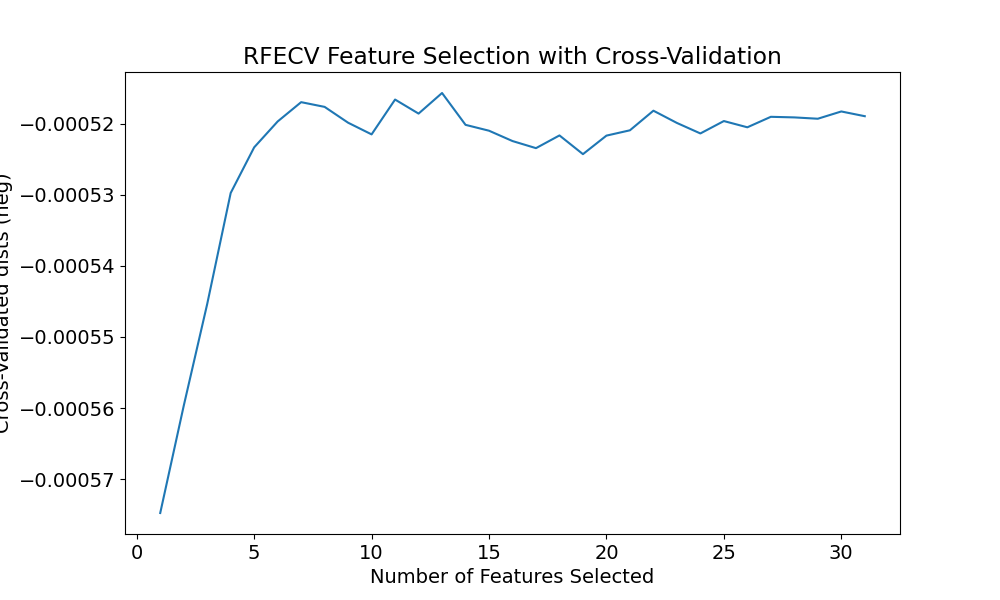 RFECV Feature Selection with Cross-Validation
Cross-validated dists (neg)
−0.00052
−0.00053
−0.00054
−0.00055
−0.00056
−0.00057
0 5 10 15 20 25 30
Number of Features Selected